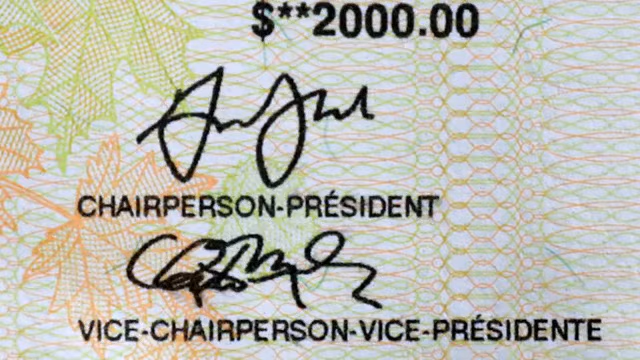 $**2000.00
CHAIRPERSON-PRÉSIDENT
VICE-CHAIRPERSON-VICE-PRÉSIDENTE